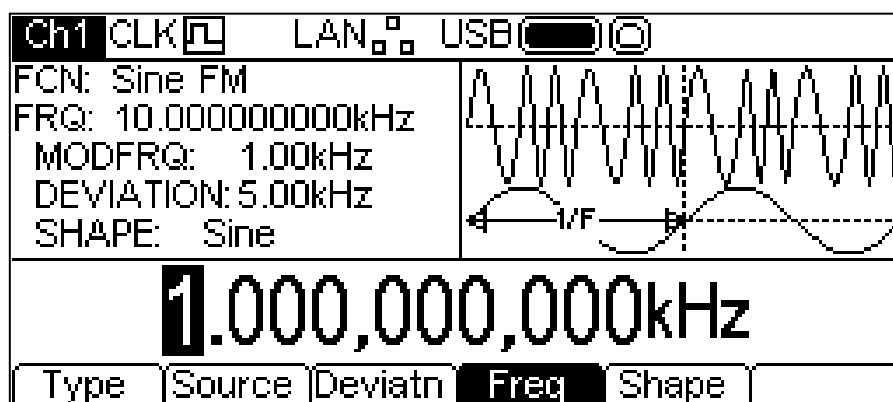 Ch1 CLK LAN USB
FCN: Sine FM
FRQ: 10.000000000kHz
MODFRQ: 1.00kHz
DEVIATION: 5.00kHz
SHAPE: Sine
1/F
1.000,000,000kHz
Type Source Deviatn Freq Shape